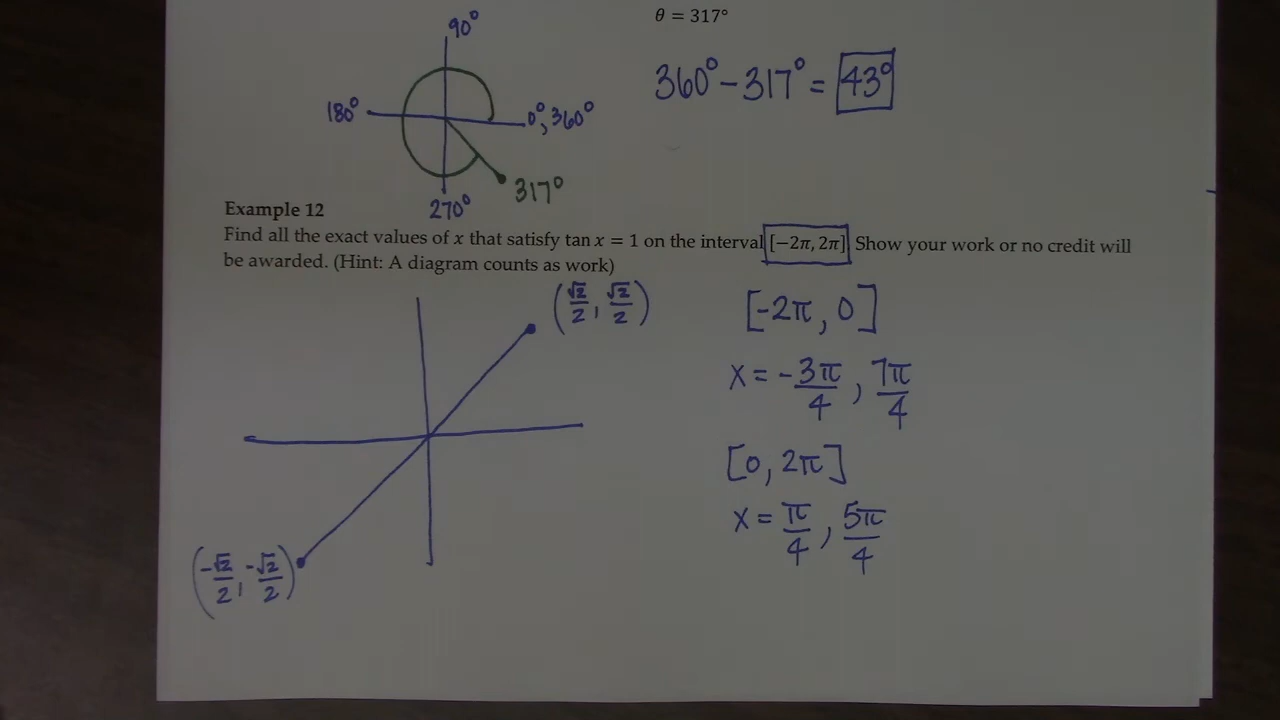 θ = 317°
90°
360° − 317° = 43°
180°
0°, 360°
317°
270°
Example 12
Find all the exact values of x that satisfy tan x = 1 on the interval [−2π, 2π]. Show your work or no credit will
be awarded. (Hint: A diagram counts as work)
(√2/2, √2/2)
[-2π, 0]
x = -3π/4, 7π/4
[0, 2π]
x = π/4, 5π/4
(-√2/2, -√2/2)